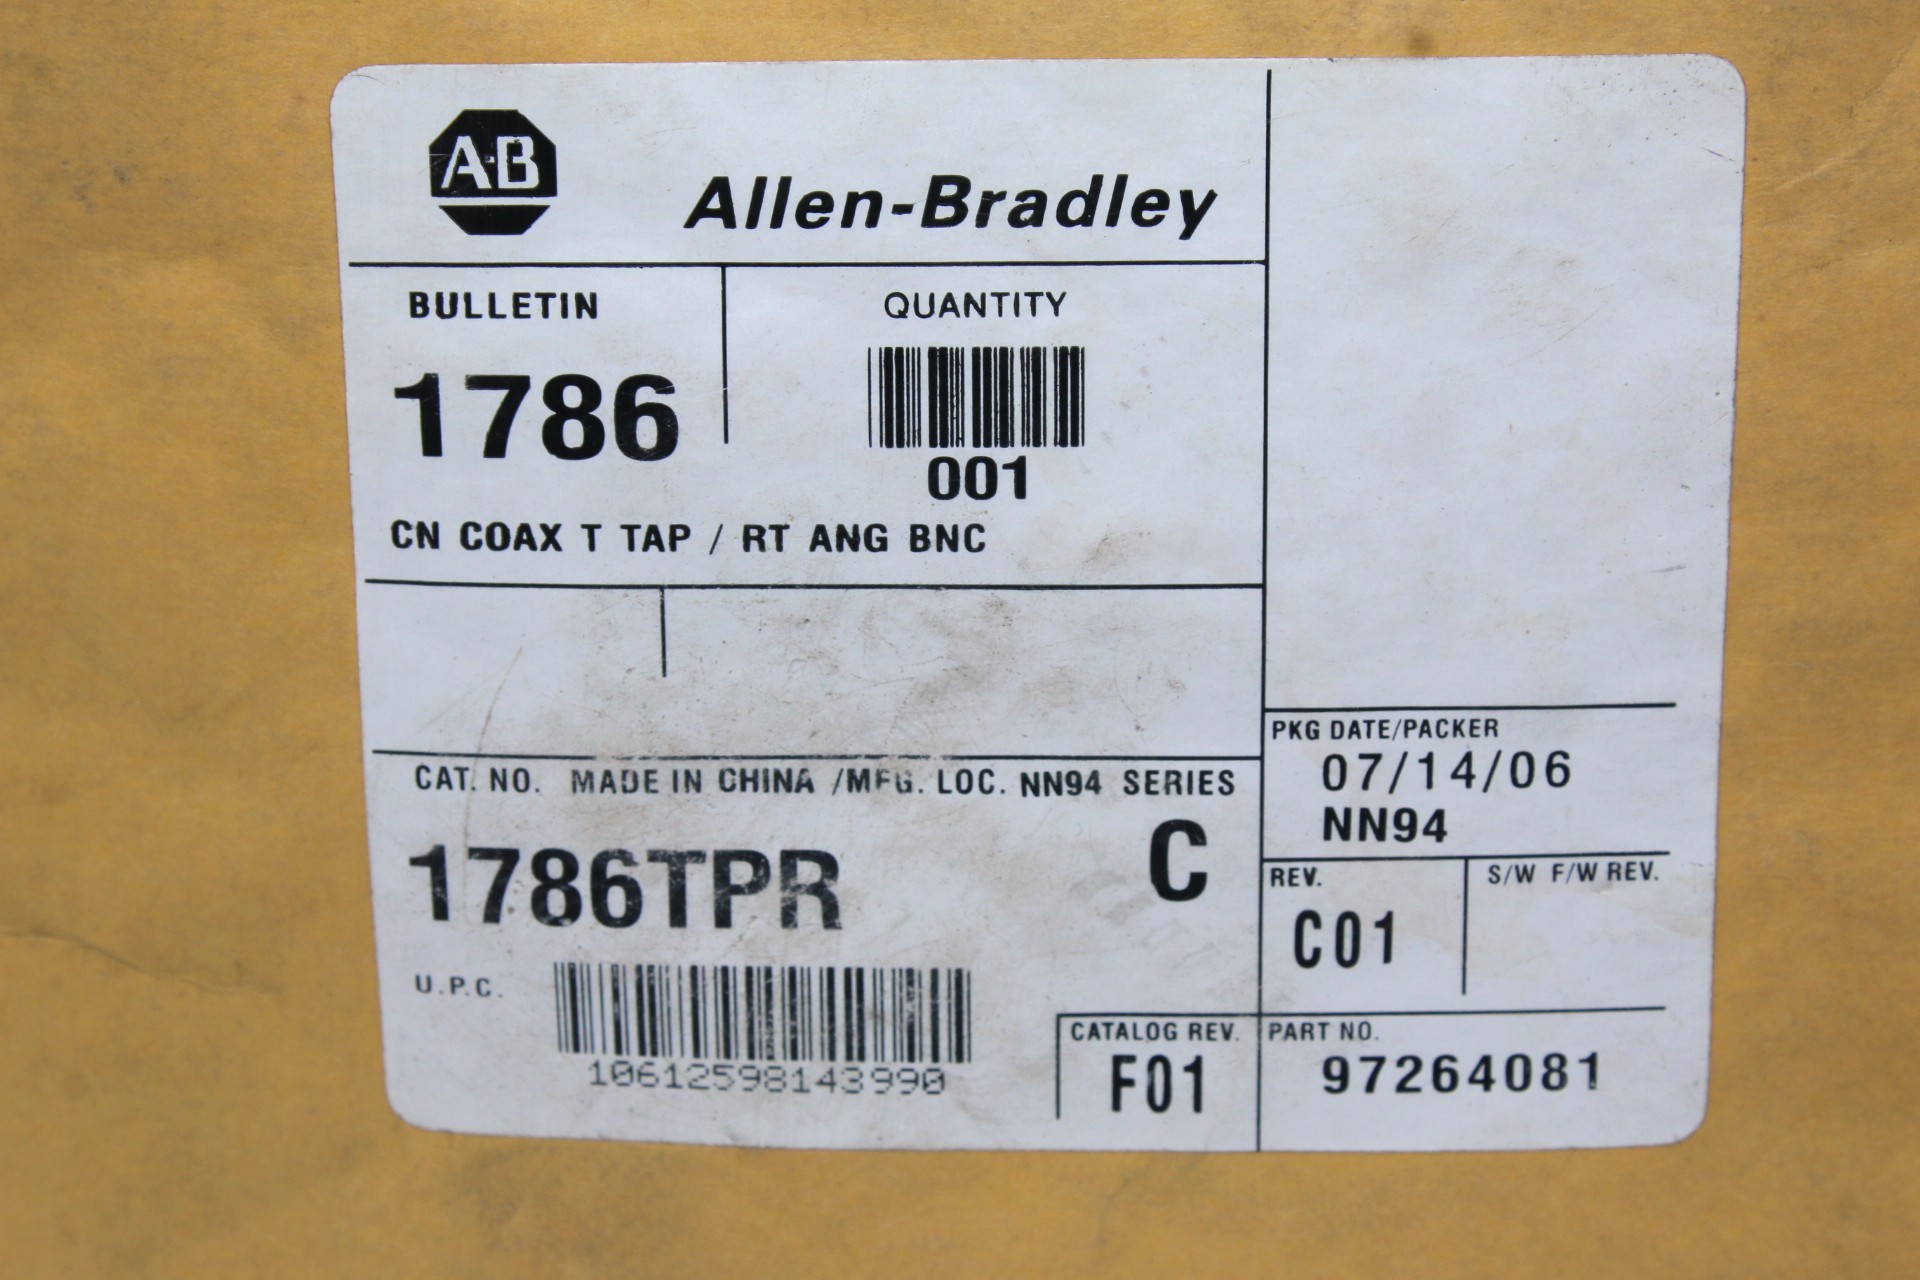 A-B
Allen-Bradley
BULLETIN
1786
QUANTITY
001
CN COAX T TAP / RT ANG BNC
CAT. NO. MADE IN CHINA /MFG. LOC. NN94 SERIES
1786TPR
C
U.P.C.
10612598143990
CATALOG REV.
F01
PKG DATE/PACKER
07/14/06
NN94
REV.
C01
S/W F/W REV.
PART NO.
97264081